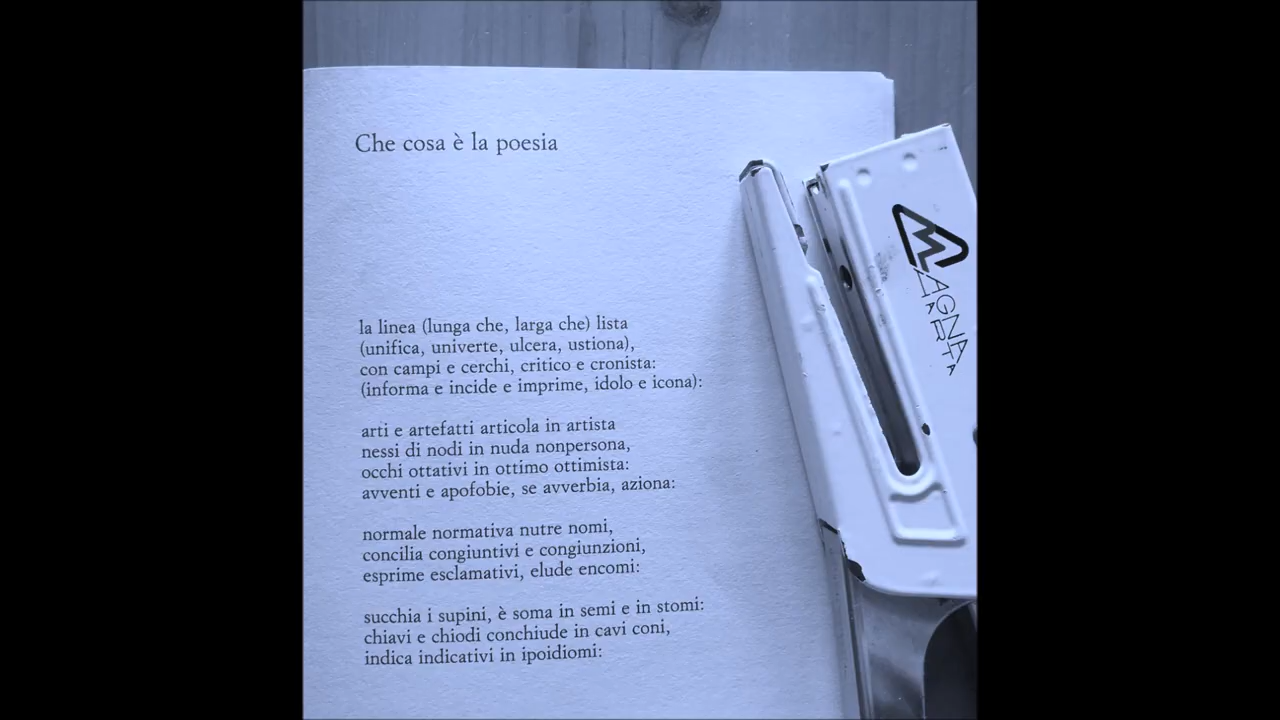 Che cosa è la poesia
la linea (lunga che, larga che) lista
(unifica, univerte, ulcera, ustiona),
con campi e cerchi, critico e cronista:
(informa e incide e imprime, idolo e icona):
arti e artefatti articola in artista
nessi di nodi in nuda nonpersona,
occhi ottativi in ottimo ottimista:
avventi e apofobie, se avverbia, aziona:
normale normativa nutre nomi,
concilia congiuntivi e congiunzioni,
esprime esclamativi, elude encomi:
succhia i supini, è soma in semi e in stomi:
chiavi e chiodi conchiude in cavi coni,
indica indicativi in ipoidiomi:
MAGNA
CARTA